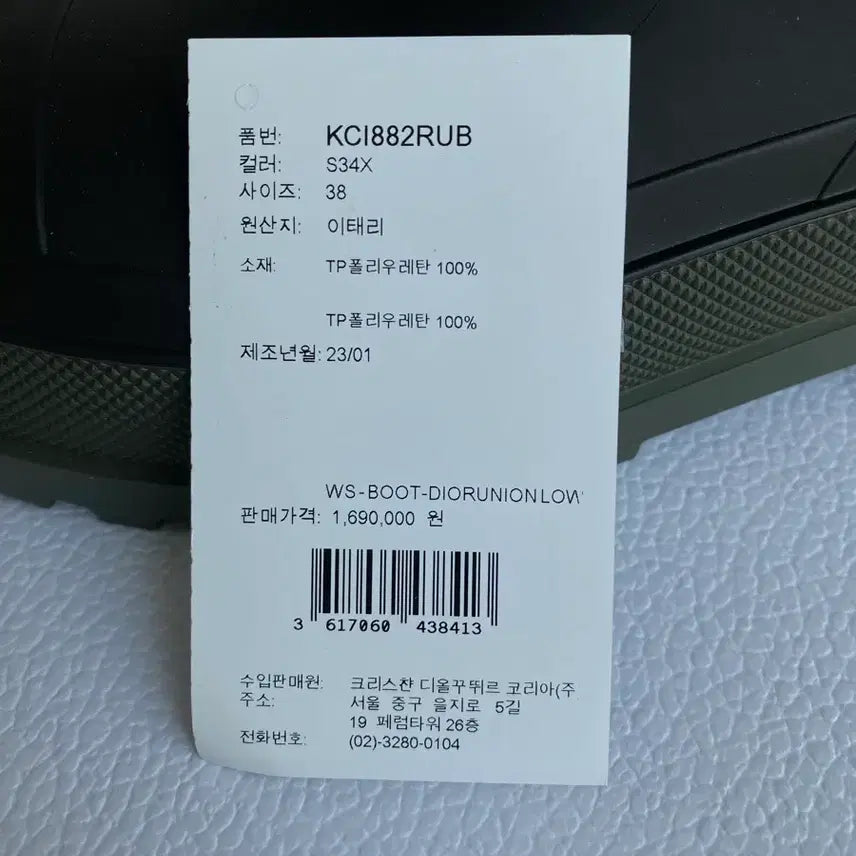 품번: KCI882RUB
컬러: S34X
사이즈: 38
원산지: 이태리
소재: TP폴리우레탄 100%
TP폴리우레탄 100%
제조년월: 23/01
WS-BOOT-DIORUNION LOW
판매가격: 1,690,000 원
3 617060 438413
수입판매원: 크리스챤 디올꾸뛰르 코리아(주
주소: 서울 중구 을지로 5길
19 페럼타워 26층
전화번호: (02)-3280-0104